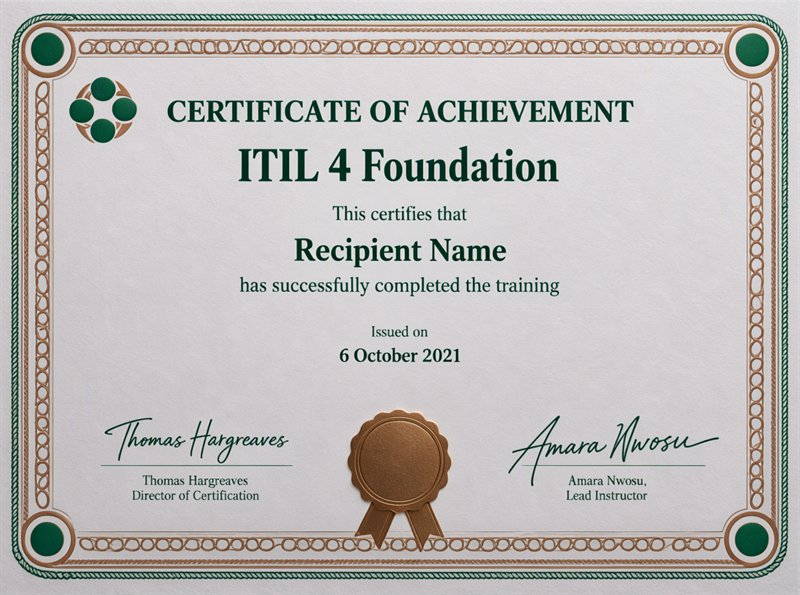 CERTIFICATE OF ACHIEVEMENT
ITIL 4 Foundation
This certifies that
Recipient Name
has successfully completed the training
Issued on
6 October 2021
Thomas Hargreaves
Amara Nwosu
Thomas Hargreaves
Director of Certification
Amara Nwosu,
Lead Instructor